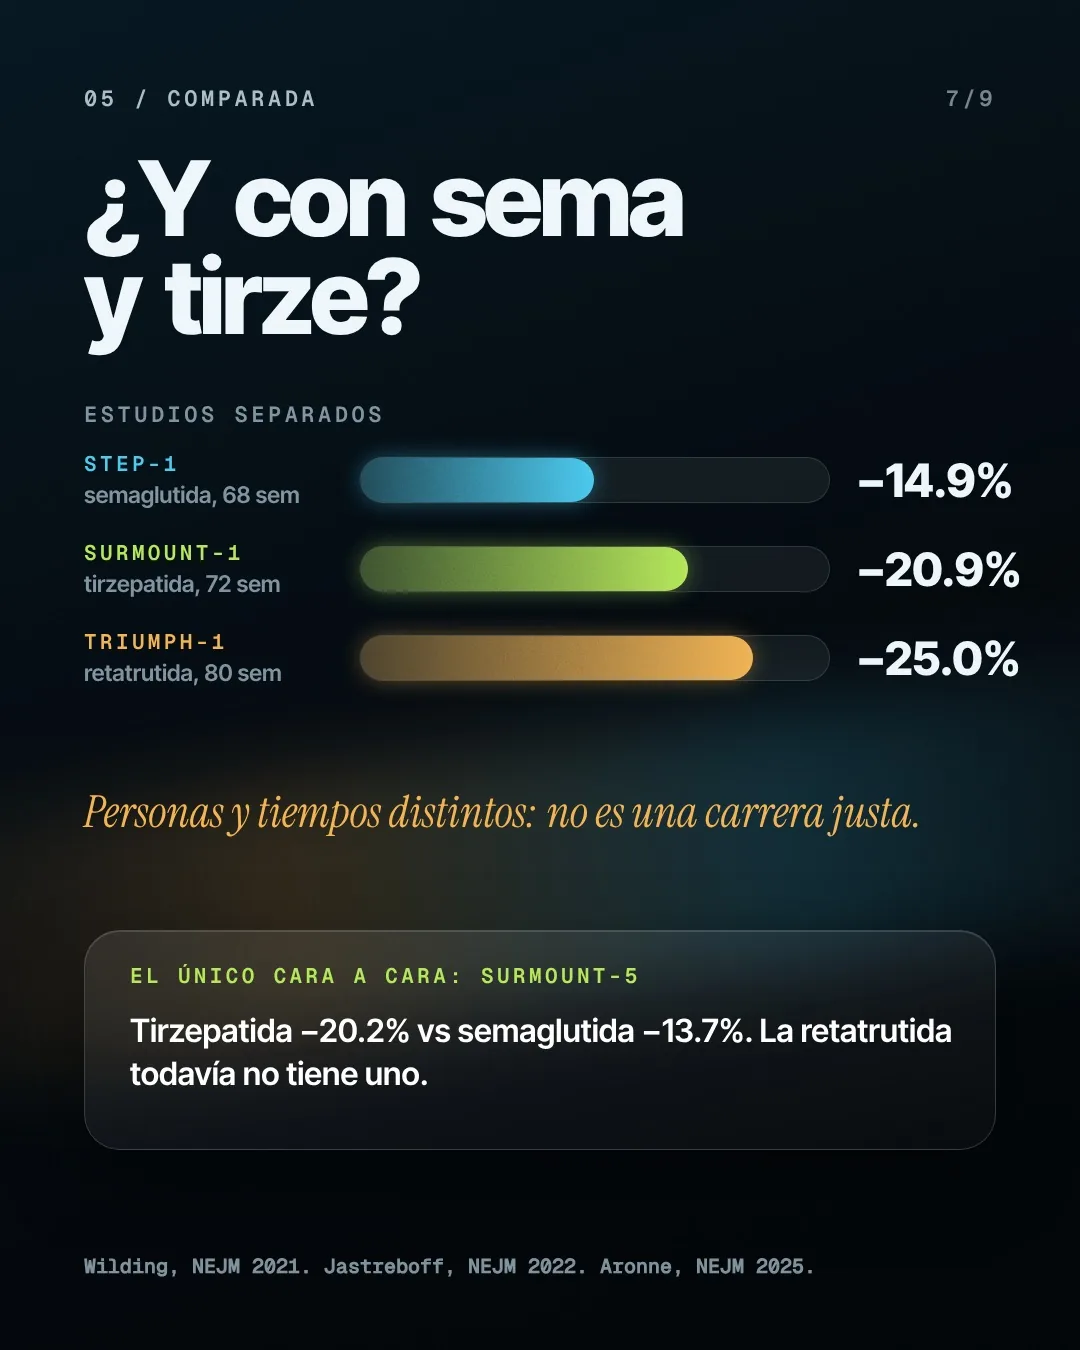 05 / COMPARADA
7/9
¿Y con sema
y tirze?
ESTUDIOS SEPARADOS
STEP-1
semaglutida, 68 sem
−14.9%
SURMOUNT-1
tirzepatida, 72 sem
−20.9%
TRIUMPH-1
retatrutida, 80 sem
−25.0%
Personas y tiempos distintos: no es una carrera justa.
EL ÚNICO CARA A CARA: SURMOUNT-5
Tirzepatida −20.2% vs semaglutida −13.7%. La retatrutida
todavía no tiene uno.
Wilding, NEJM 2021. Jastreboff, NEJM 2022. Aronne, NEJM 2025.